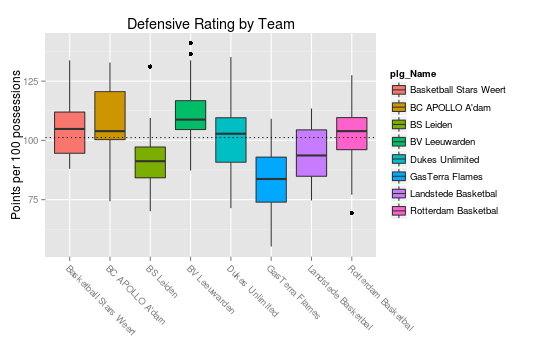 Defensive Rating by Team
Points per 100 possessions
125
100
75
Basketball Stars Weert
BC APOLLO A'dam
BS Leiden
BV Leeuwarden
Dukes Unlimited
GasTerra Flames
Landstede Basketbal
Rotterdam Basketbal
plg_Name
Basketball Stars Weert
BC APOLLO A'dam
BS Leiden
BV Leeuwarden
Dukes Unlimited
GasTerra Flames
Landstede Basketbal
Rotterdam Basketbal